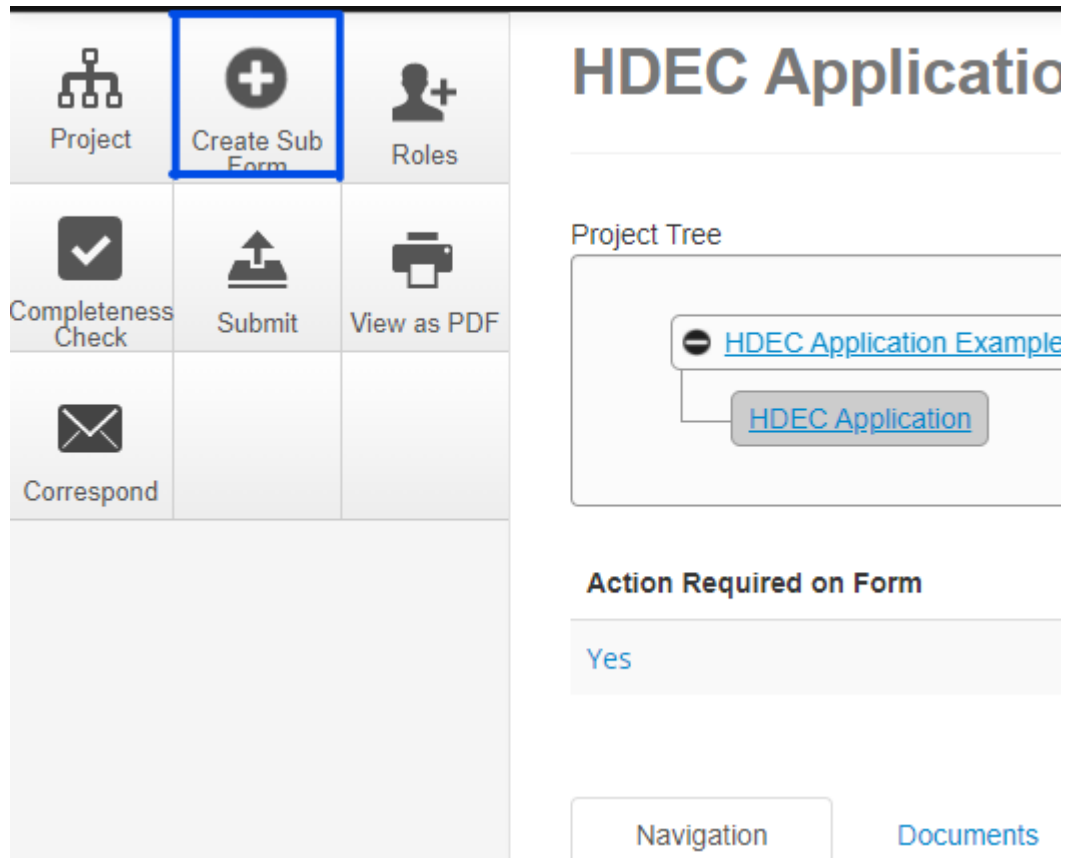 Project
Create Sub
Form
Roles
Completeness
Check
Submit
View as PDF
Correspond
HDEC Applicatio
Project Tree
HDEC Application Example
HDEC Application
Action Required on Form
Yes
Navigation
Documents